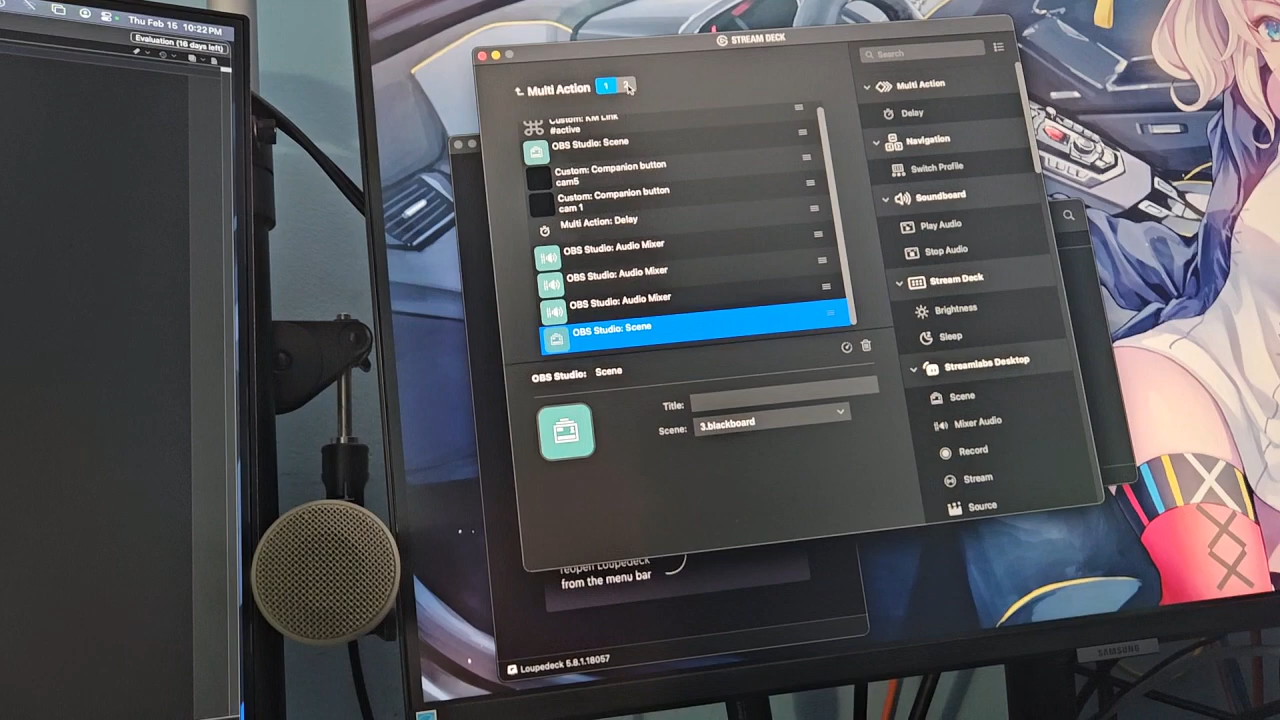 Thu Feb 15 10:22 PM
Evaluation (16 days left)
STREAM DECK
Multi Action
1
2
Custom: KM Link
#active
OBS Studio: Scene
Custom: Companion button
cam5
Custom: Companion button
cam 1
Multi Action: Delay
OBS Studio: Audio Mixer
OBS Studio: Audio Mixer
OBS Studio: Audio Mixer
OBS Studio: Scene
OBS Studio: Scene
Title:
Scene: 3.blackboard
Search
Multi Action
Delay
Navigation
Switch Profile
Soundboard
Play Audio
Stop Audio
Stream Deck
Brightness
Sleep
Streamlabs Desktop
Scene
Mixer Audio
Record
Stream
Source
reopen Loupedeck
from the menu bar
Loupedeck 5.8.1.18057
SAMSUNG